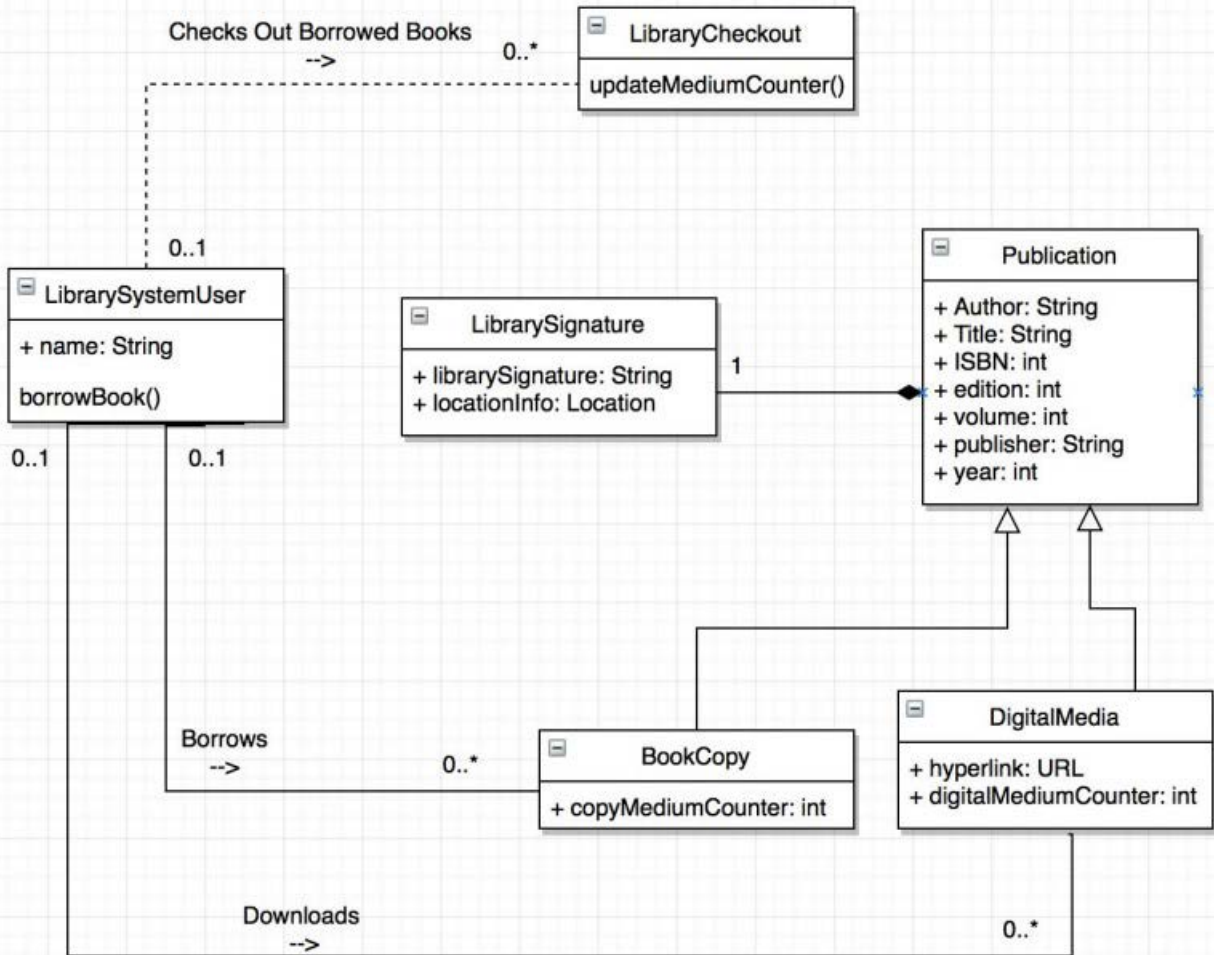 Checks Out Borrowed Books
-->
0..*
LibraryCheckout
updateMediumCounter()
0..1
LibrarySystemUser
+ name: String
borrowBook()
0..1
0..1
LibrarySignature
+ librarySignature: String
+ locationInfo: Location
1
Publication
+ Author: String
+ Title: String
+ ISBN: int
+ edition: int
+ volume: int
+ publisher: String
+ year: int
Borrows
-->
0..*
BookCopy
+ copyMediumCounter: int
DigitalMedia
+ hyperlink: URL
+ digitalMediumCounter: int
Downloads
-->
0..*